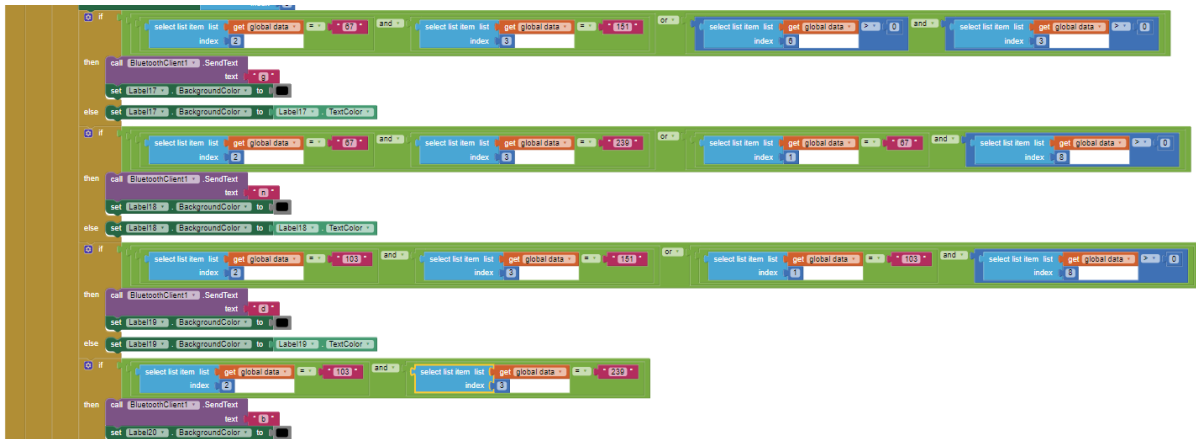 if select list item list get global data = " 67 " and select list item list get global data = " 151 " or select list item list get global data > 0 and select list item list get global data > 0
index 2 index 3 index 6 index 8
then call BluetoothClient1 .SendText
text " g "
set Label17 . BackgroundColor to
else set Label17 . BackgroundColor to Label17 . TextColor
if select list item list get global data = " 67 " and select list item list get global data = " 239 " or select list item list get global data = " 67 " and select list item list get global data > 0
index 2 index 3 index 1 index 8
then call BluetoothClient1 .SendText
text " n "
set Label18 . BackgroundColor to
else set Label18 . BackgroundColor to Label18 . TextColor
if select list item list get global data = " 103 " and select list item list get global data = " 151 " or select list item list get global data = " 103 " and select list item list get global data > 0
index 2 index 3 index 1 index 8
then call BluetoothClient1 .SendText
text " d "
set Label19 . BackgroundColor to
else set Label19 . BackgroundColor to Label19 . TextColor
if select list item list get global data = " 103 " and select list item list get global data = " 239 "
index 2 index 3
then call BluetoothClient1 .SendText
text " b "
set Label20 . BackgroundColor to